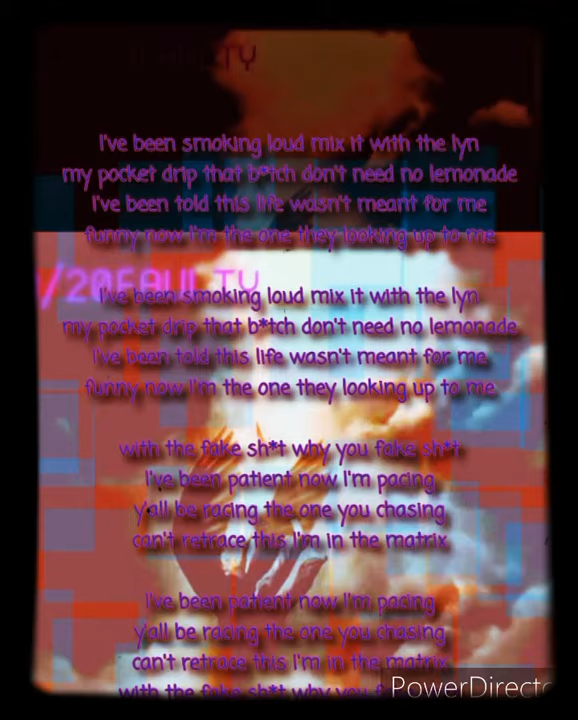 I've been smoking loud mix it with the lyn
my pocket drip that b*tch don't need no lemonade
I've been told this life wasn't meant for me
funny now I'm the one they looking up to me
/20FAULTY
I've been smoking loud mix it with the lyn
my pocket drip that b*tch don't need no lemonade
I've been told this life wasn't meant for me
funny now I'm the one they looking up to me
with the fake sh*t why you fake sh*t
I've been patient now I'm pacing
y'all be racing the one you chasing
can't retrace this I'm in the matrix
I've been patient now I'm pacing
y'all be racing the one you chasing
can't retrace this I'm in the matrix
with the fake sh*t why you
PowerDirect